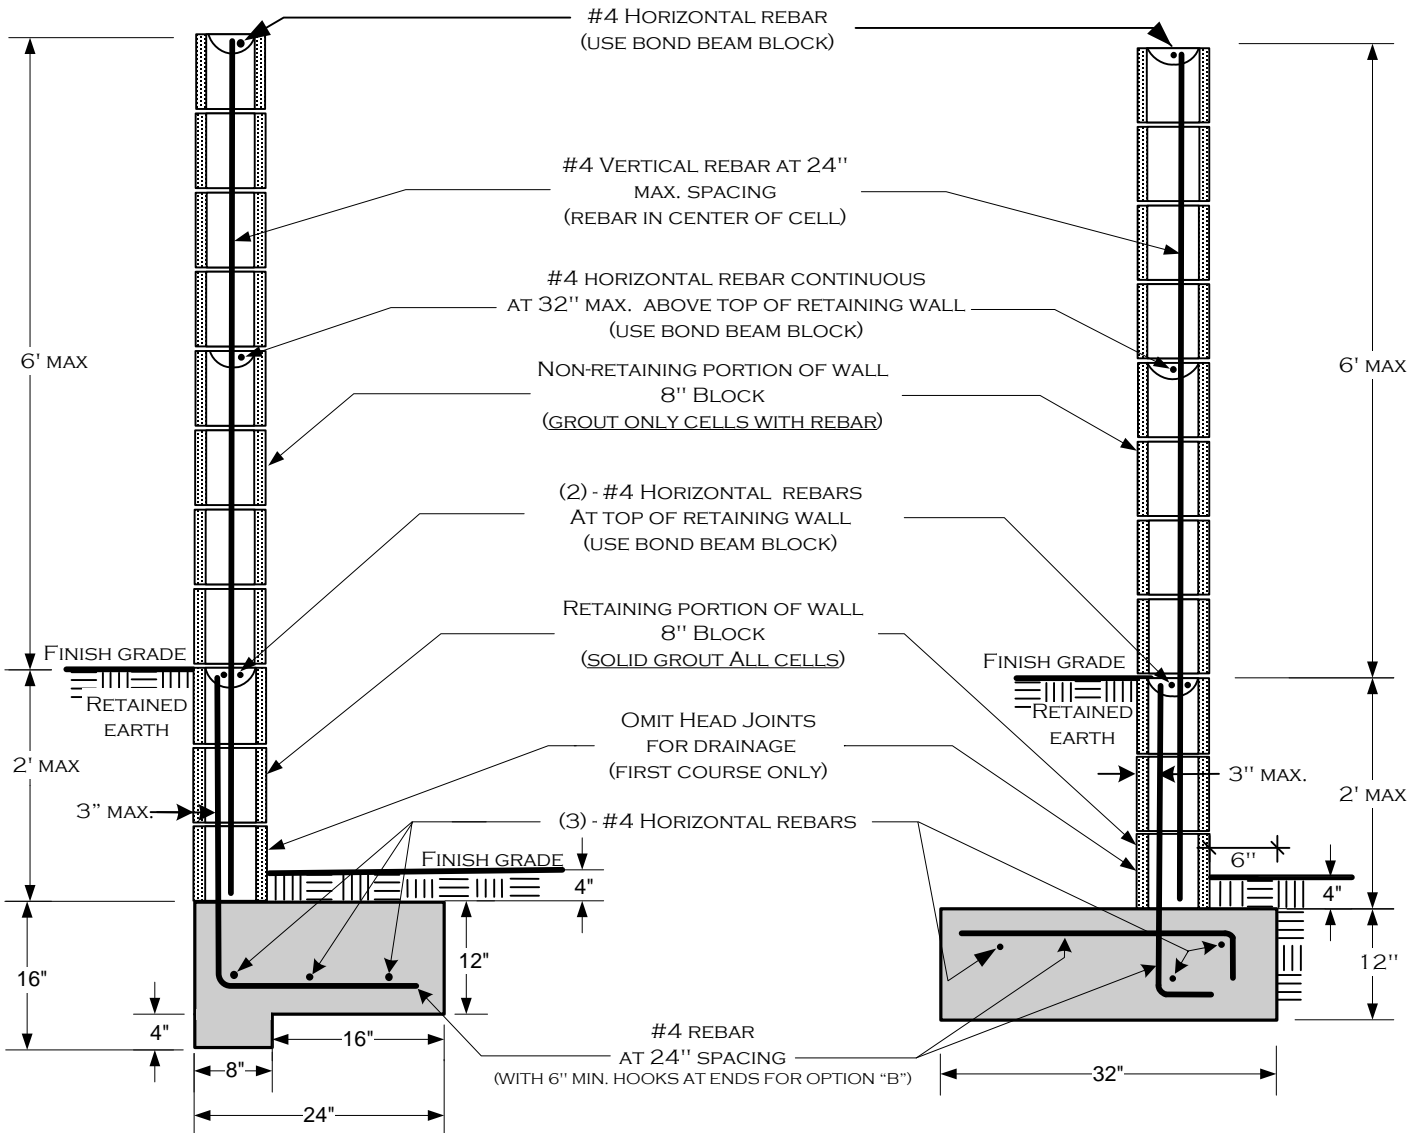 #4 HORIZONTAL REBAR
(USE BOND BEAM BLOCK)
#4 VERTICAL REBAR AT 24"
MAX. SPACING
(REBAR IN CENTER OF CELL)
#4 HORIZONTAL REBAR CONTINUOUS
AT 32" MAX. ABOVE TOP OF RETAINING WALL
(USE BOND BEAM BLOCK)
6' MAX
6' MAX
NON-RETAINING PORTION OF WALL
8" BLOCK
(GROUT ONLY CELLS WITH REBAR)
(2) - #4 HORIZONTAL REBARS
AT TOP OF RETAINING WALL
(USE BOND BEAM BLOCK)
RETAINING PORTION OF WALL
8" BLOCK
(SOLID GROUT ALL CELLS)
FINISH GRADE
RETAINED
EARTH
FINISH GRADE
RETAINED
EARTH
OMIT HEAD JOINTS
FOR DRAINAGE
(FIRST COURSE ONLY)
2' MAX
3" MAX.
3" MAX.
2' MAX
(3) - #4 HORIZONTAL REBARS
FINISH GRADE
4"
6"
4"
16"
12"
12"
4"
16"
8"
24"
#4 REBAR
AT 24" SPACING
(WITH 6" MIN. HOOKS AT ENDS FOR OPTION "B")
32"